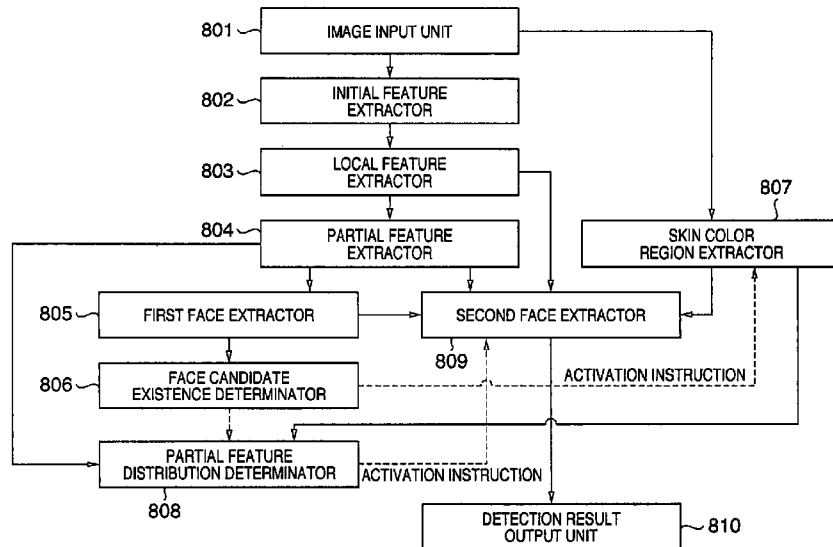 801
IMAGE INPUT UNIT
802
INITIAL FEATURE
EXTRACTOR
803
LOCAL FEATURE
EXTRACTOR
804
PARTIAL FEATURE
EXTRACTOR
807
SKIN COLOR
REGION EXTRACTOR
805
FIRST FACE EXTRACTOR
SECOND FACE EXTRACTOR
809
806
FACE CANDIDATE
EXISTENCE DETERMINATOR
ACTIVATION INSTRUCTION
PARTIAL FEATURE
DISTRIBUTION DETERMINATOR
808
ACTIVATION INSTRUCTION
DETECTION RESULT
OUTPUT UNIT
810